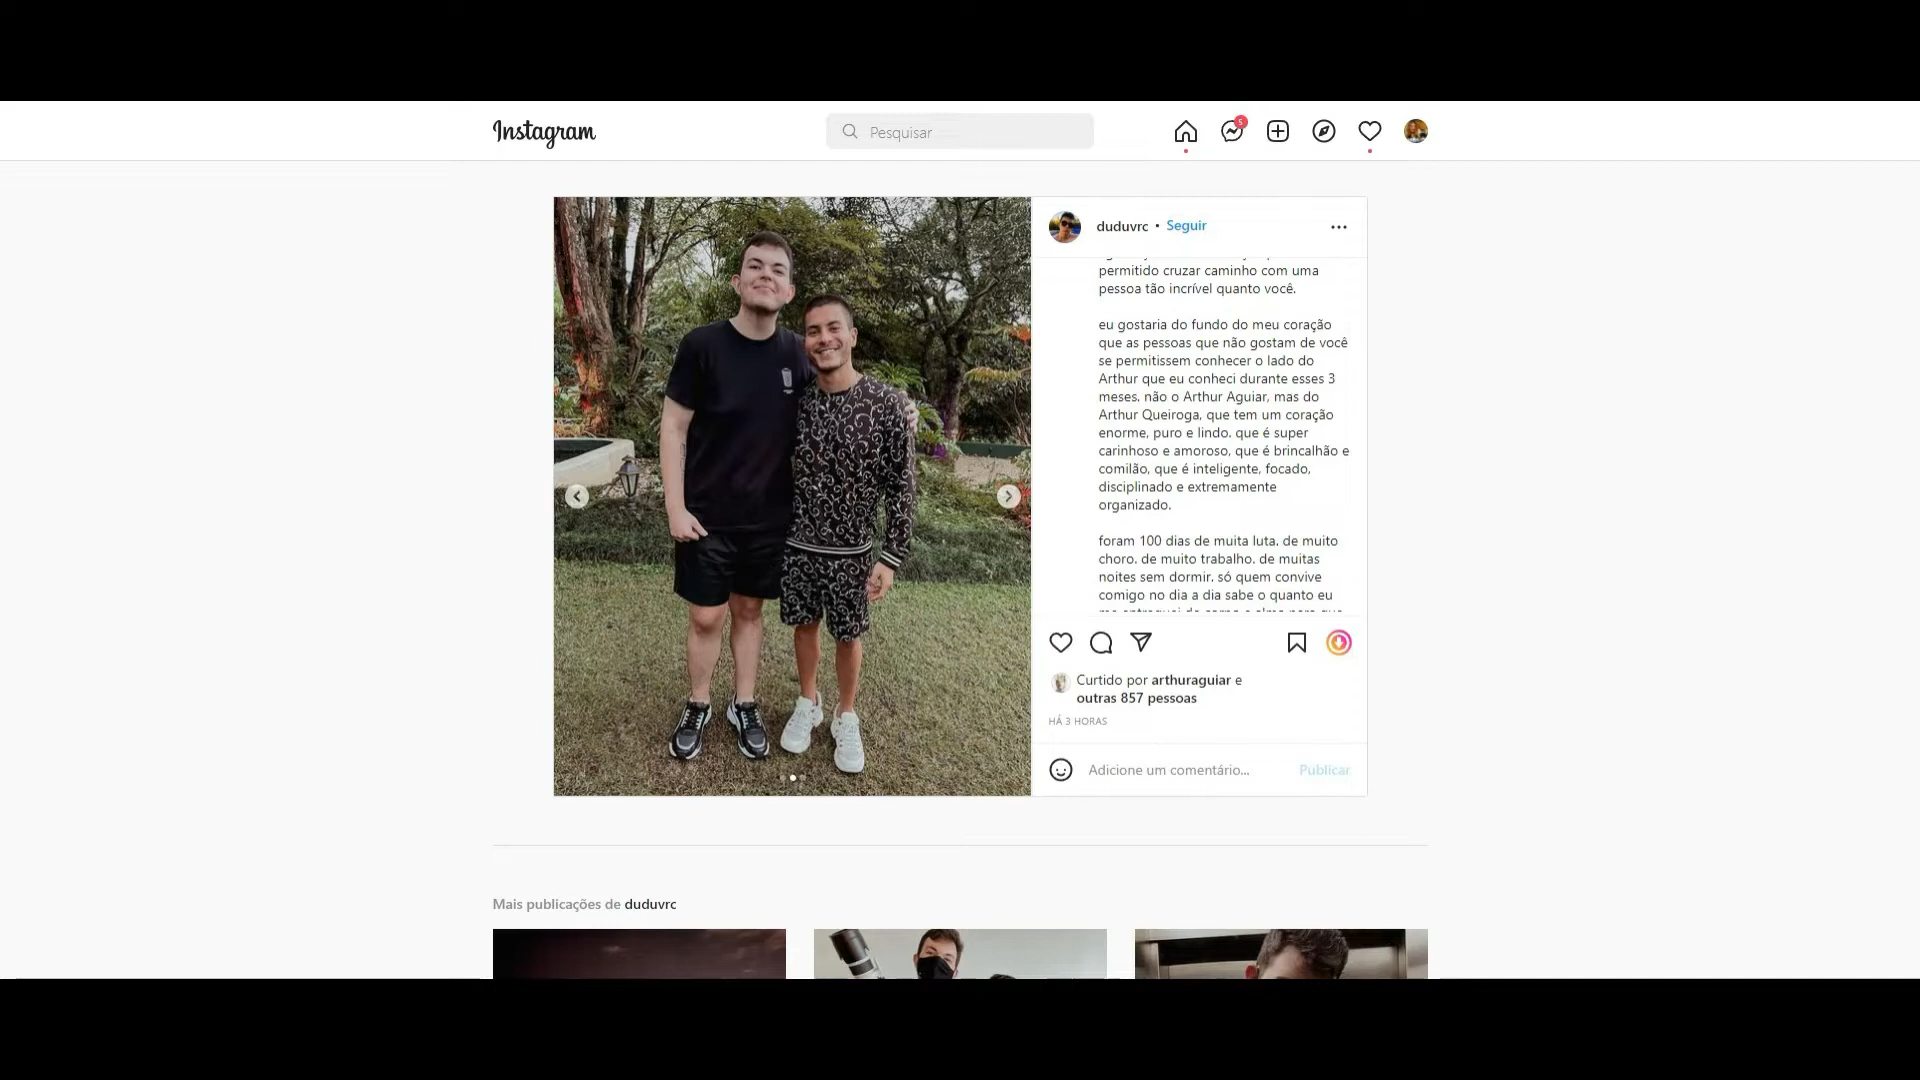 Instagram
Pesquisar
5
duduvrc • Seguir
permitido cruzar caminho com uma
pessoa tão incrível quanto você.
eu gostaria do fundo do meu coração
que as pessoas que não gostam de você
se permitissem conhecer o lado do
Arthur que eu conheci durante esses 3
meses. não o Arthur Aguiar, mas do
Arthur Queiroga, que tem um coração
enorme, puro e lindo. que é super
carinhoso e amoroso, que é brincalhão e
comilão, que é inteligente, focado,
disciplinado e extremamente
organizado.
foram 100 dias de muita luta. de muito
choro. de muito trabalho. de muitas
noites sem dormir. só quem convive
comigo no dia a dia sabe o quanto eu
Curtido por arthuraguiar e
outras 857 pessoas
HÁ 3 HORAS
Adicione um comentário...
Publicar
Mais publicações de duduvrc